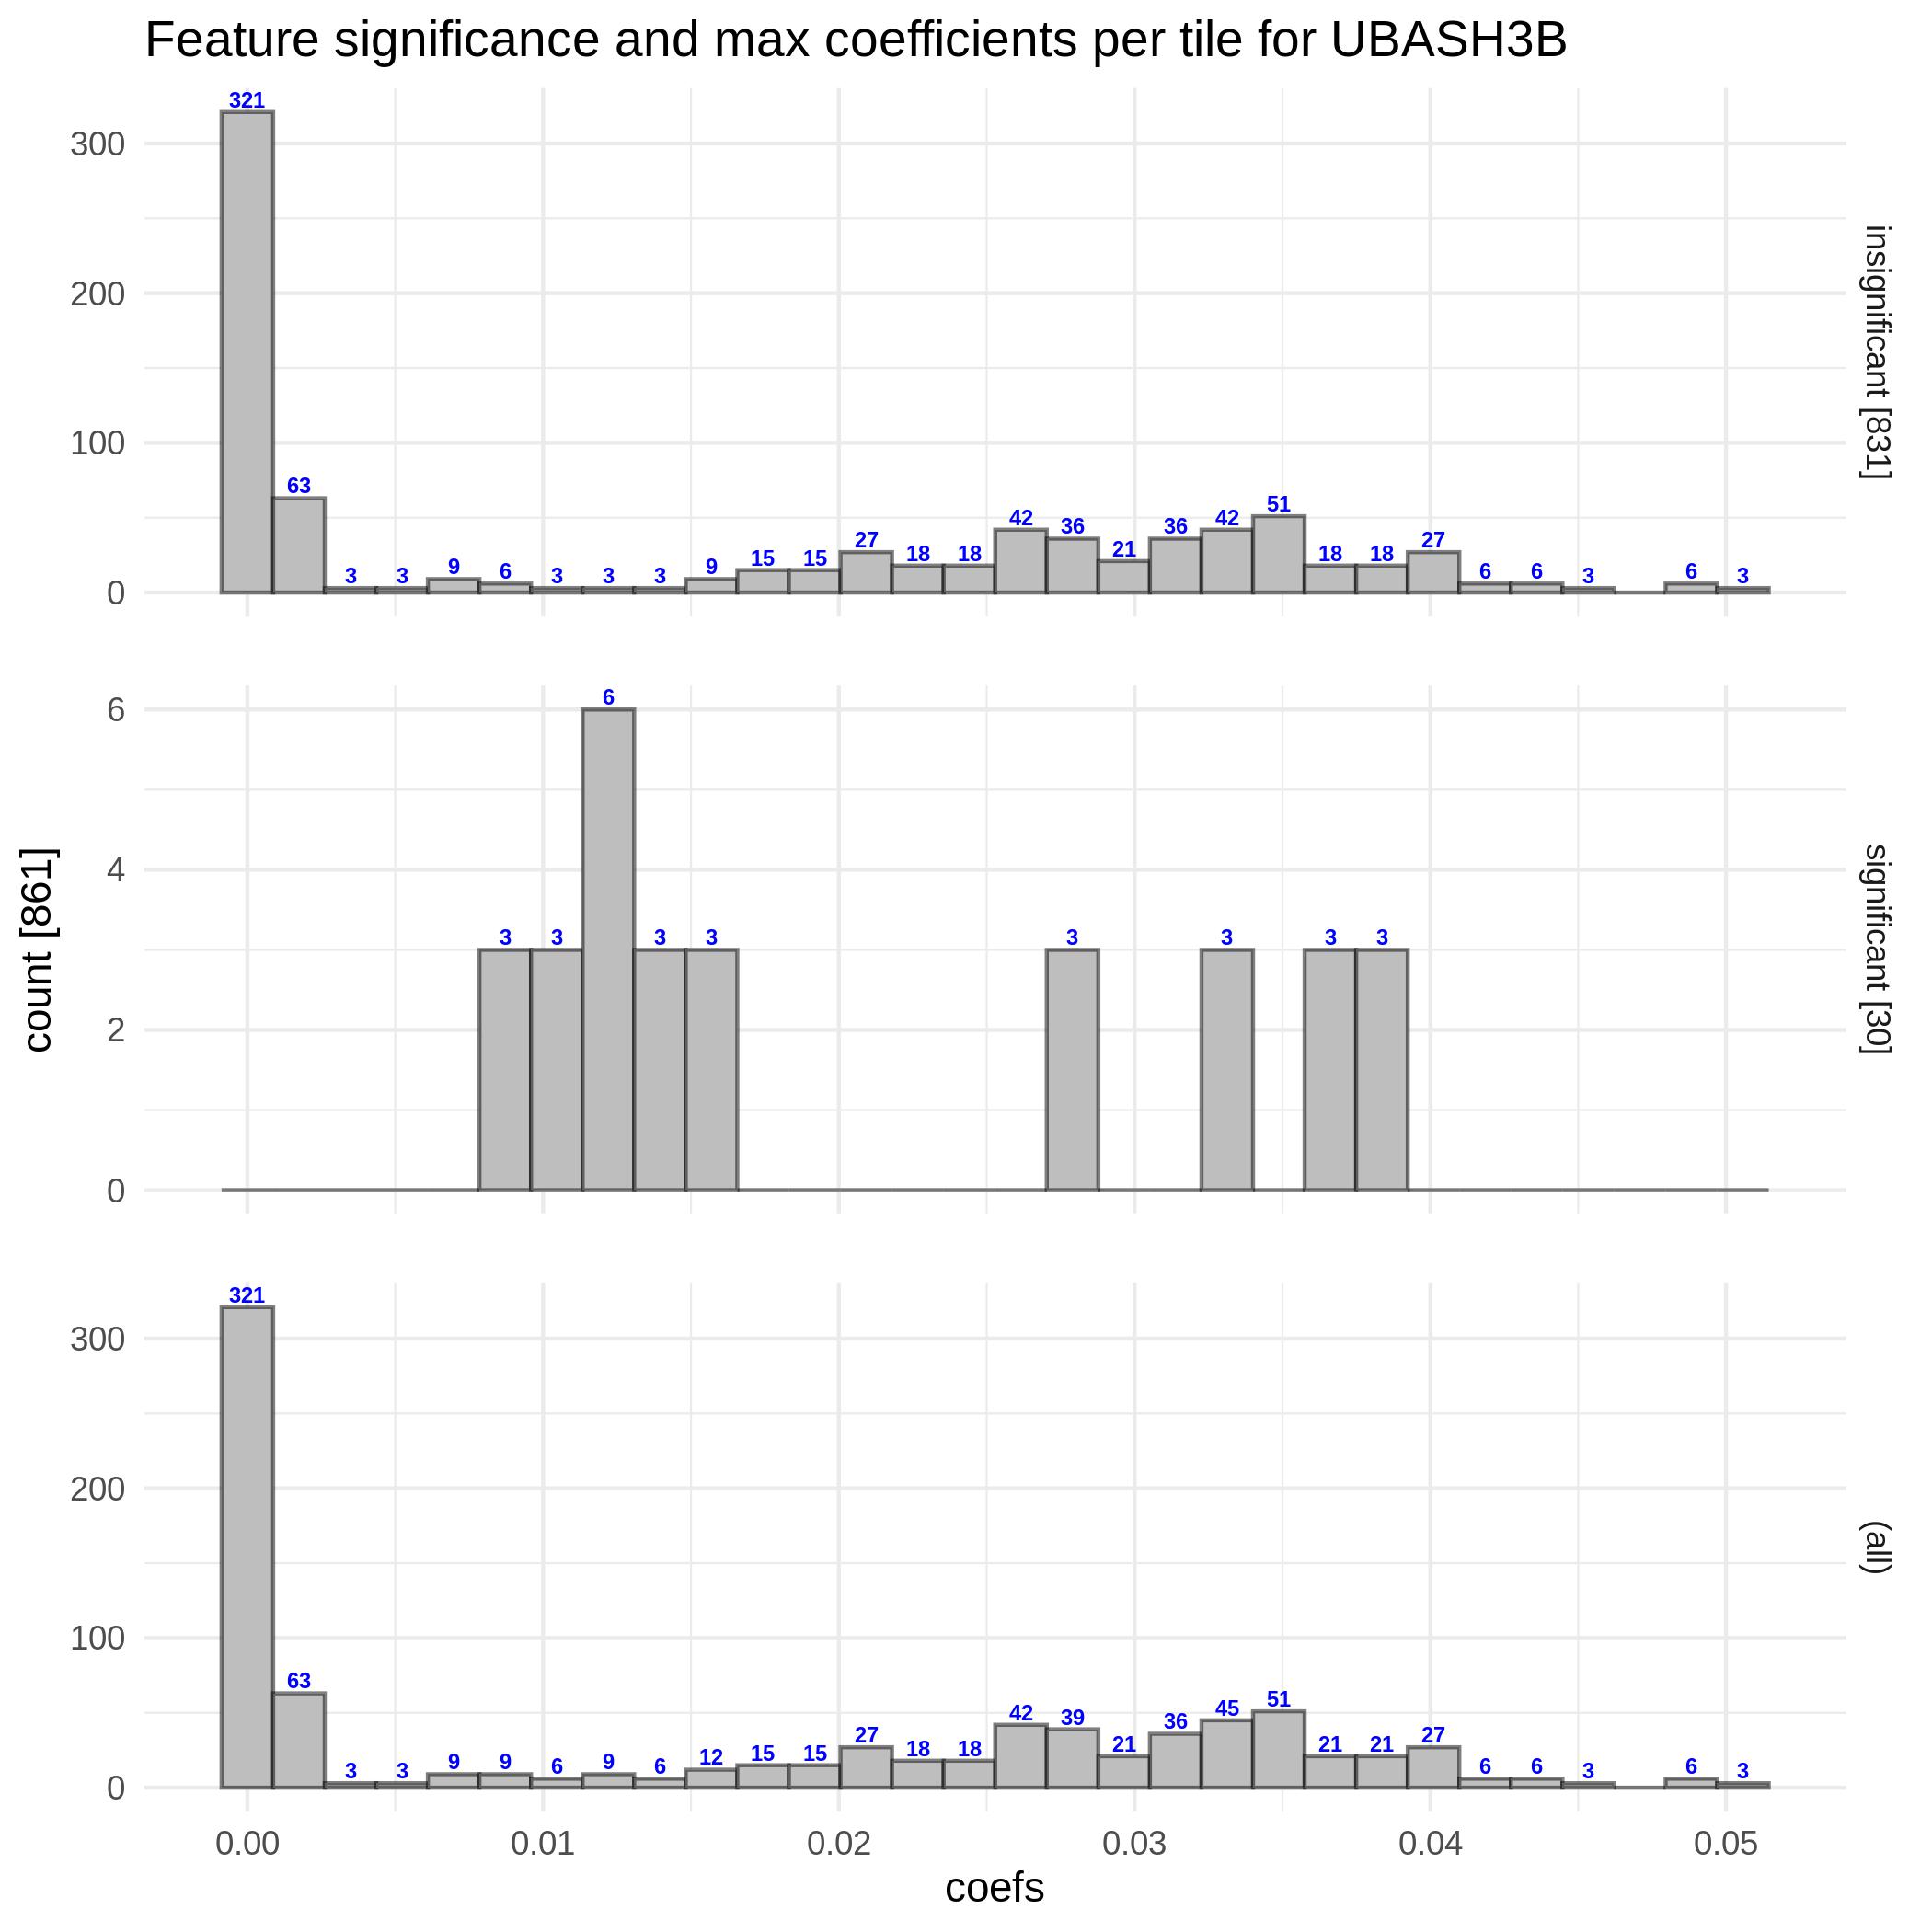 Feature significance and max coefficients per tile for UBASH3B
321
300
200
100
0
63 3 3 9 6 3 3 3 9 15 15 27 18 18 42 36 21 36 42 51 18 18 27 6 6 3 6 3
insignificant [831]
count [861]
6
4
2
0
3 3 6 3 3 3 3 3 3
significant [30]
321
300
200
100
0
63 3 3 9 9 6 9 6 12 15 15 27 18 18 42 39 21 36 45 51 21 21 27 6 6 3 6 3
(all)
0.00 0.01 0.02 0.03 0.04 0.05
coefs